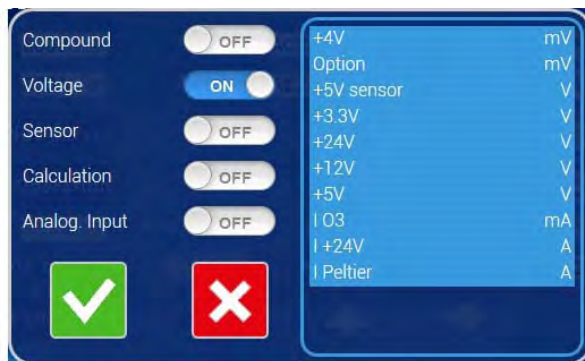 Compound OFF
Voltage ON
Sensor OFF
Calculation OFF
Analog. Input OFF
+4V mV
Option mV
+5V sensor V
+3.3V V
+24V V
+12V V
+5V V
I O3 mA
I +24V A
I Peltier A